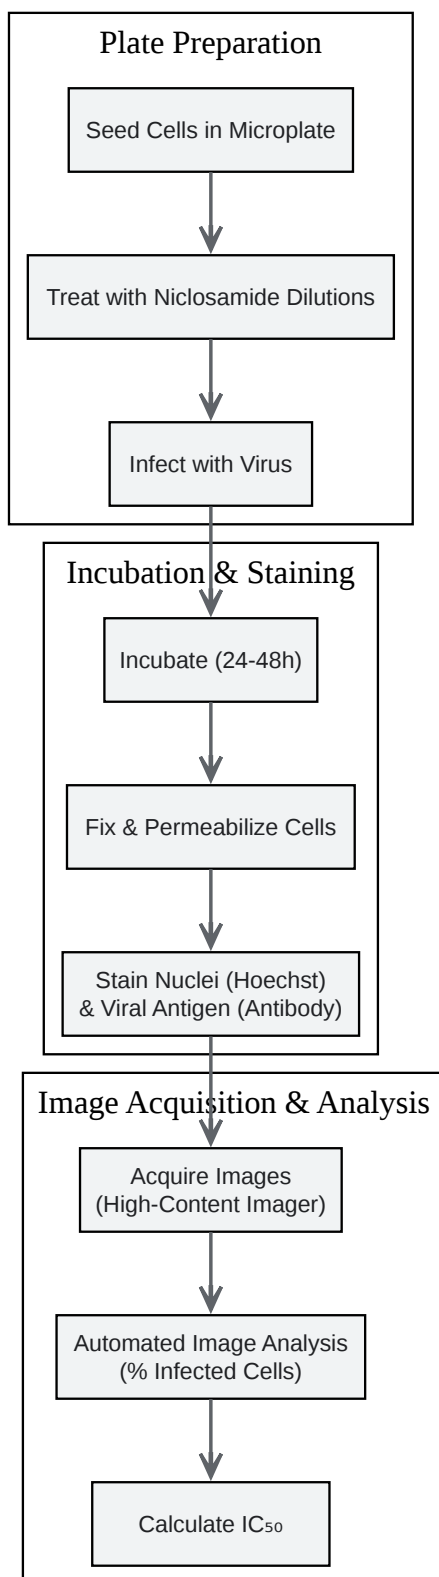 Plate Preparation
Seed Cells in Microplate
Treat with Niclosamide Dilutions
Infect with Virus
Incubation & Staining
Incubate (24-48h)
Fix & Permeabilize Cells
Stain Nuclei (Hoechst)
& Viral Antigen (Antibody)
Image Acquisition & Analysis
Acquire Images
(High-Content Imager)
Automated Image Analysis
(% Infected Cells)
Calculate IC₅₀